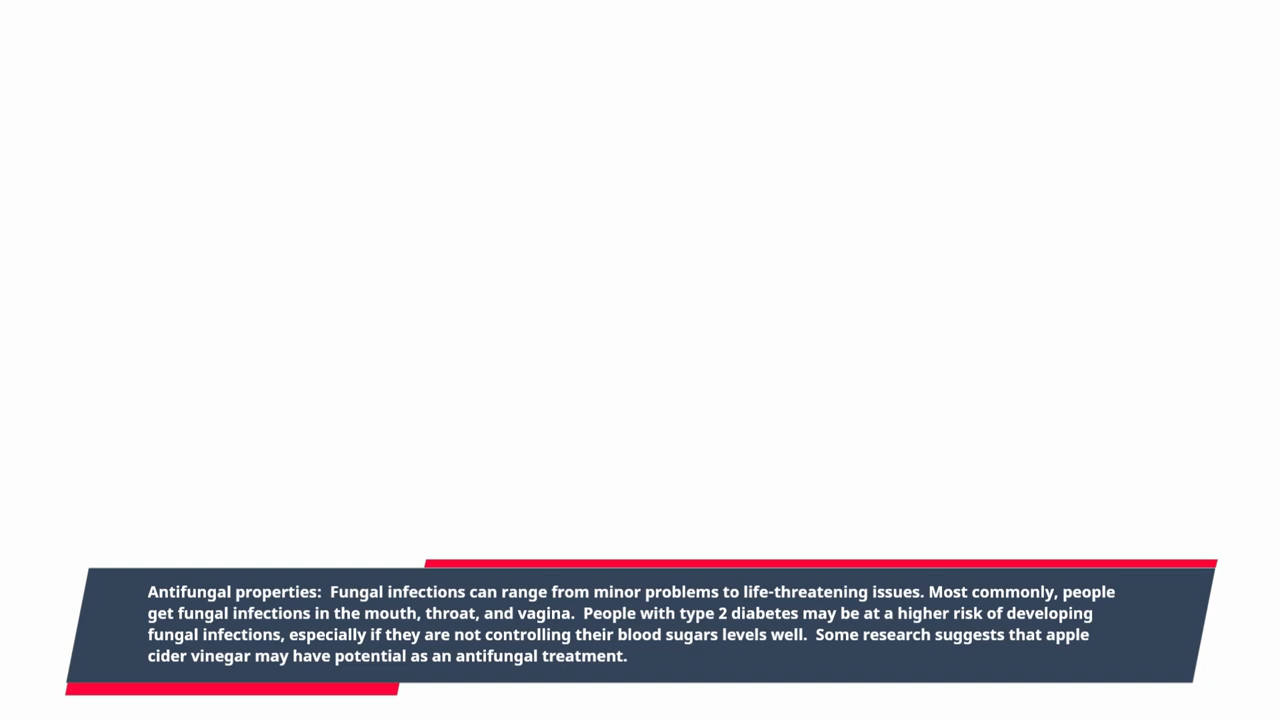 Antifungal properties:  Fungal infections can range from minor problems to life-threatening issues. Most commonly, people
get fungal infections in the mouth, throat, and vagina.  People with type 2 diabetes may be at a higher risk of developing
fungal infections, especially if they are not controlling their blood sugars levels well.  Some research suggests that apple
cider vinegar may have potential as an antifungal treatment.